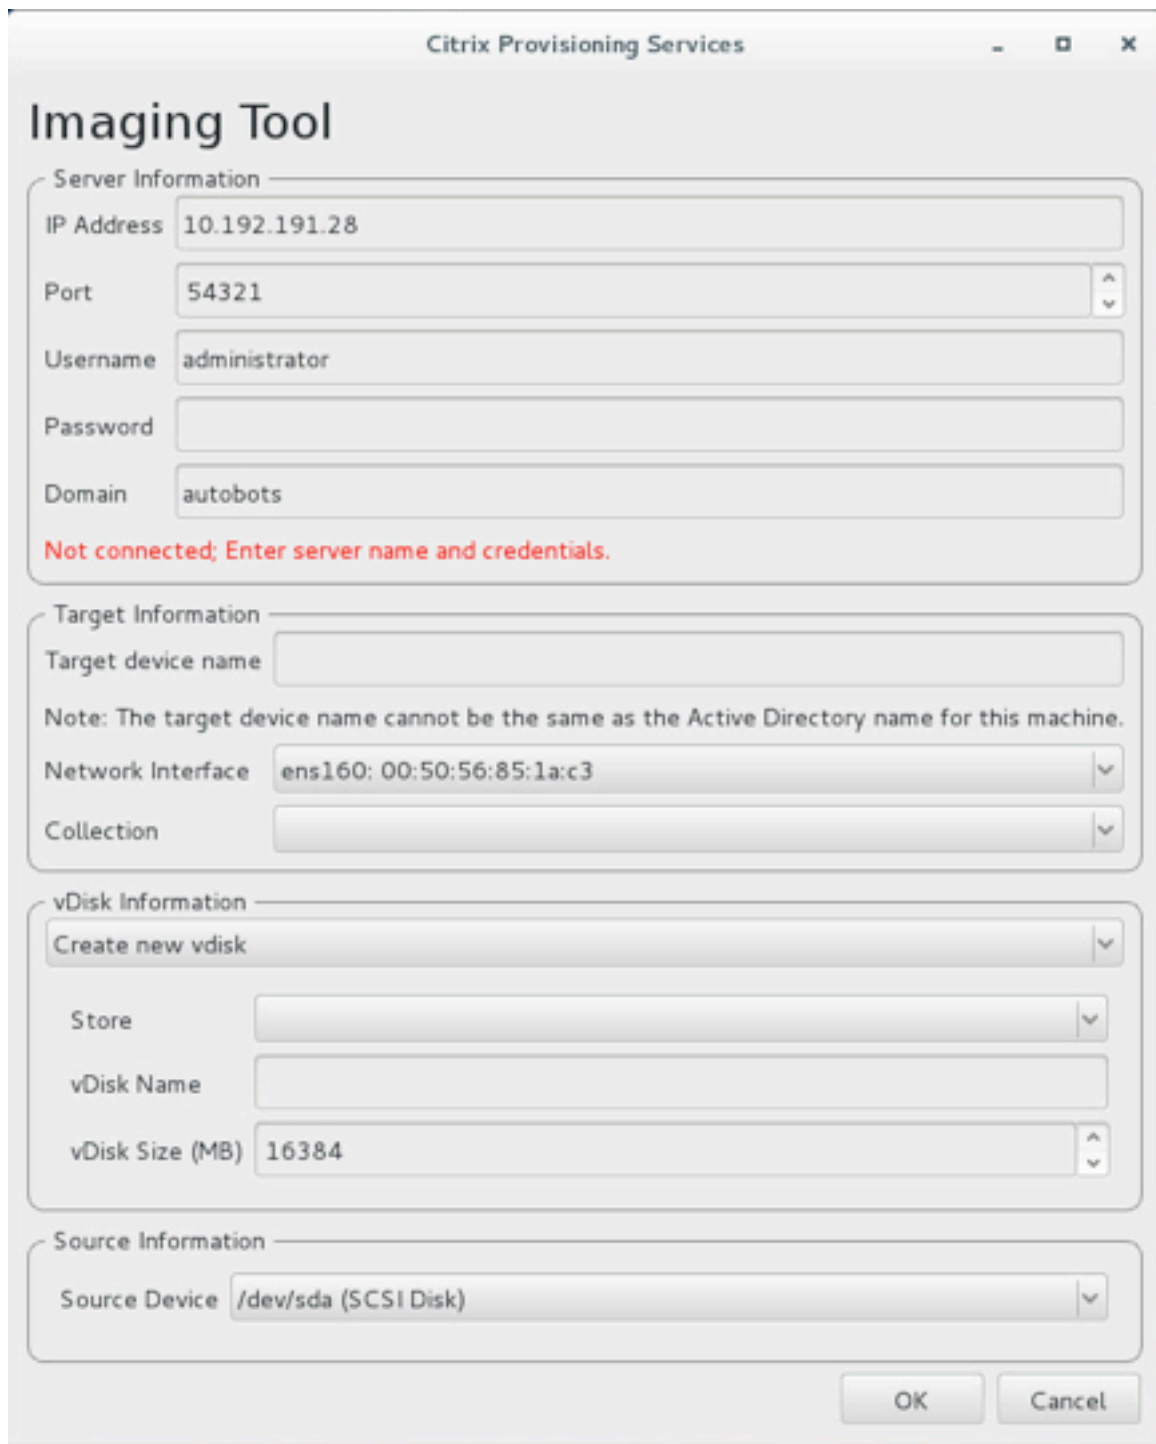 Citrix Provisioning Services
Imaging Tool
Server Information
IP Address 10.192.191.28
Port 54321
Username administrator
Password
Domain autobots
Not connected; Enter server name and credentials.
Target Information
Target device name
Note: The target device name cannot be the same as the Active Directory name for this machine.
Network Interface ens160: 00:50:56:85:1a:c3
Collection
vDisk Information
Create new vdisk
Store
vDisk Name
vDisk Size (MB) 16384
Source Information
Source Device /dev/sda (SCSI Disk)
OK Cancel